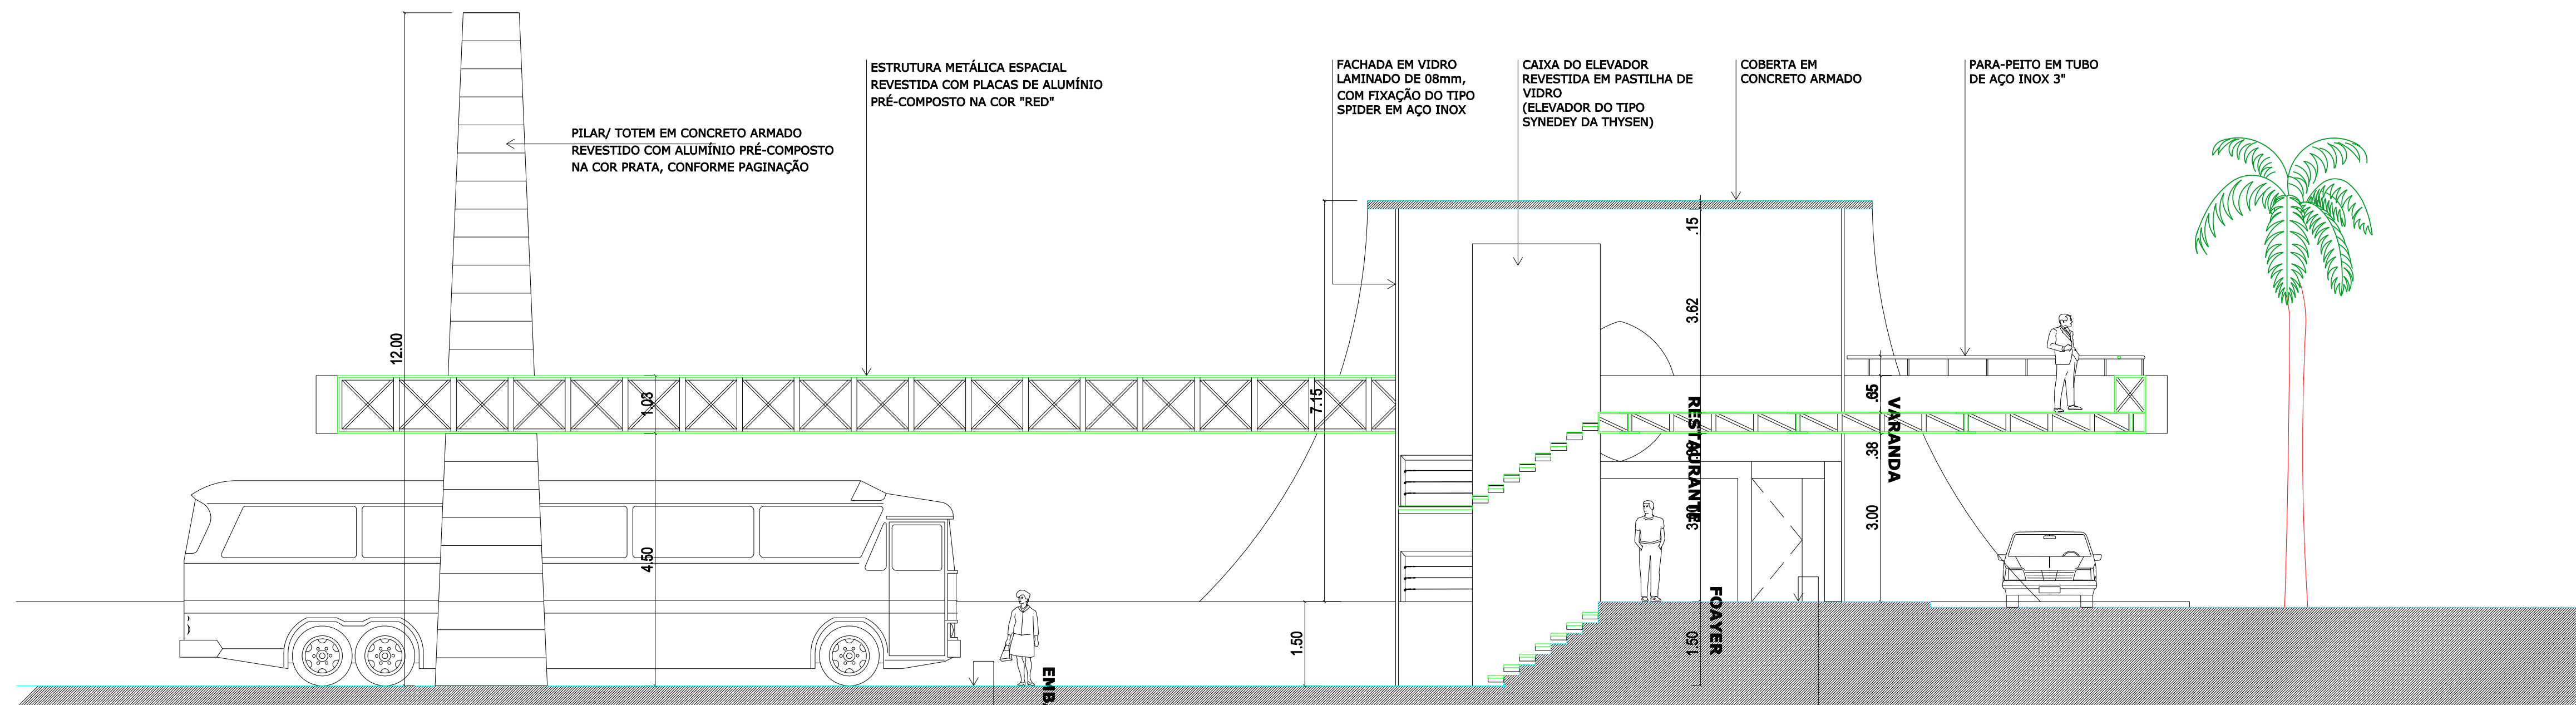 ESTRUTURA METÁLICA ESPACIAL
REVESTIDA COM PLACAS DE ALUMÍNIO
PRÉ-COMPOSTO NA COR "RED"
PILAR/ TOTEM EM CONCRETO ARMADO
REVESTIDO COM ALUMÍNIO PRÉ-COMPOSTO
NA COR PRATA, CONFORME PAGINAÇÃO
FACHADA EM VIDRO
LAMINADO DE 08mm,
COM FIXAÇÃO DO TIPO
SPIDER EM AÇO INOX
CAIXA DO ELEVADOR
REVESTIDA EM PASTILHA DE
VIDRO
(ELEVADOR DO TIPO
SYNEDEY DA THYSEN)
COBERTA EM
CONCRETO ARMADO
PARA-PEITO EM TUBO
DE AÇO INOX 3"
12.00
1.03
4.50
7.15
1.50
.15
3.62
RESTAURANTE
1.50
FOAYER
.65
VARANDA
.38
3.00